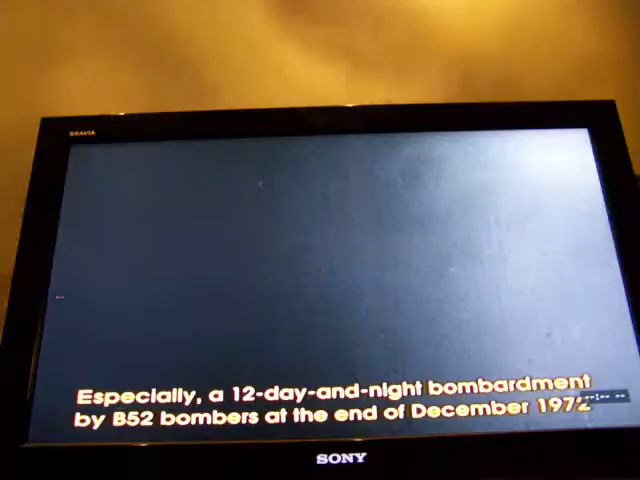 BRAVIA
Especially, a 12-day-and-night bombardment
by B52 bombers at the end of December 1972
--:-- --
SONY